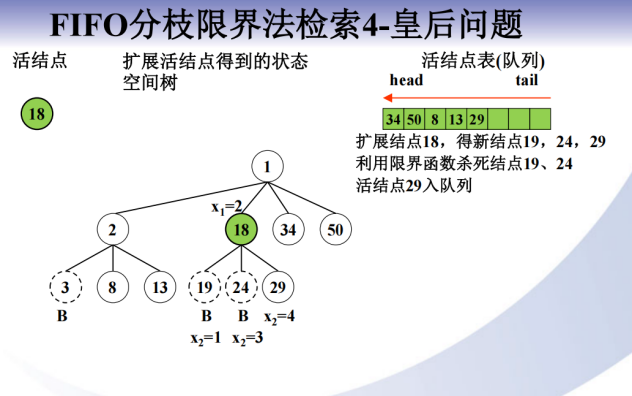 FIFO分枝限界法检索4-皇后问题
活结点
扩展活结点得到的状态
空间树
活结点表(队列)
head tail
18
34 50 8 13 29
扩展结点18，得新结点19，24，29
利用限界函数杀死结点19、24
活结点29入队列
1
x1=2
2 18 34 50
3 8 13 19 24 29
B B B x2=4
x2=1 x2=3